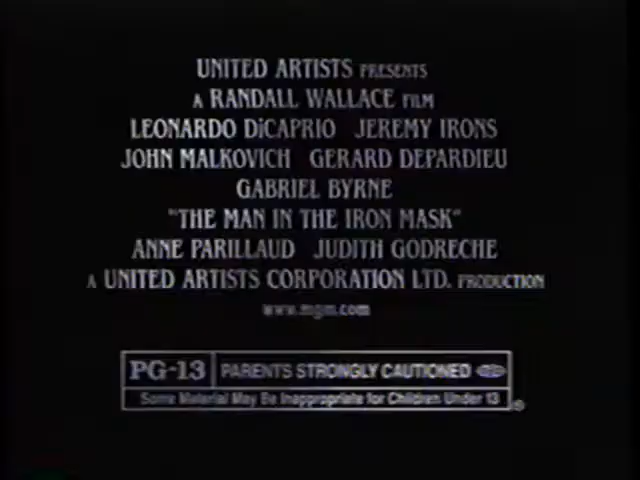 UNITED ARTISTS PRESENTS
A RANDALL WALLACE FILM
LEONARDO DiCAPRIO JEREMY IRONS
JOHN MALKOVICH GERARD DEPARDIEU
GABRIEL BYRNE
"THE MAN IN THE IRON MASK"
ANNE PARILLAUD JUDITH GODRECHE
A UNITED ARTISTS CORPORATION LTD. PRODUCTION
www.mgm.com
PG-13 PARENTS STRONGLY CAUTIONED
Some Material May Be Inappropriate for Children Under 13 ®